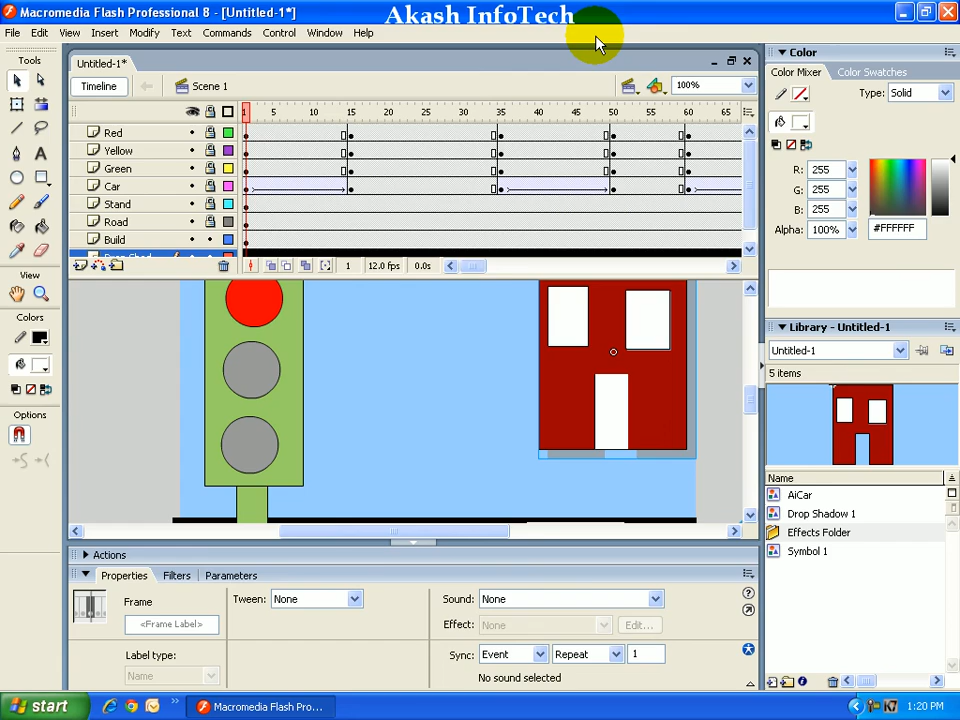 Macromedia Flash Professional 8 - [Untitled-1*]
Akash InfoTech
File Edit View Insert Modify Text Commands Control Window Help
Tools
View
Colors
Options
Untitled-1*
Timeline
Scene 1
100%
1 5 10 15 20 25 30 35 40 45 50 55 60 65
Red
Yellow
Green
Car
Stand
Road
Build
1 12.0 fps 0.0s
Actions
Properties Filters Parameters
Frame
<Frame Label>
Label type:
Name
Tween: None
Sound: None
Effect: None Edit...
Sync: Event Repeat 1
No sound selected
Color
Color Mixer Color Swatches
Type: Solid
R: 255
G: 255
B: 255
Alpha: 100% #FFFFFF
Library - Untitled-1
Untitled-1
5 items
Name
AiCar
Drop Shadow 1
Effects Folder
Symbol 1
start
Macromedia Flash Pro...
1:20 PM